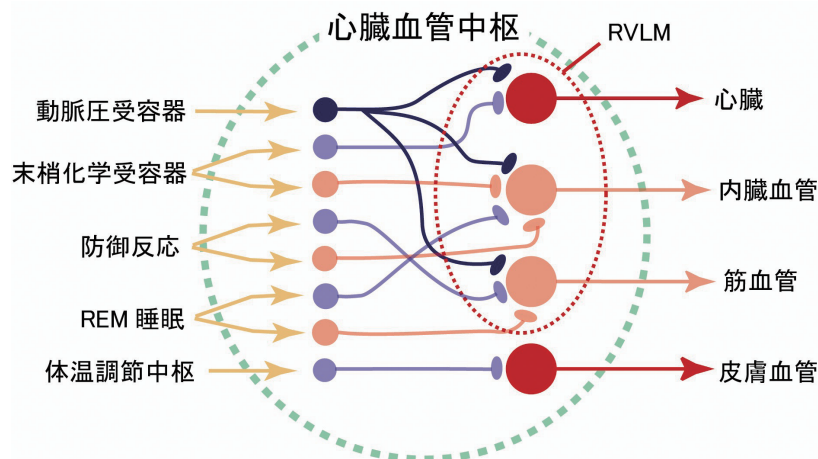 心臓血管中枢
RVLM
動脈圧受容器
末梢化学受容器
防御反応
REM 睡眠
体温調節中枢
心臓
内臓血管
筋血管
皮膚血管